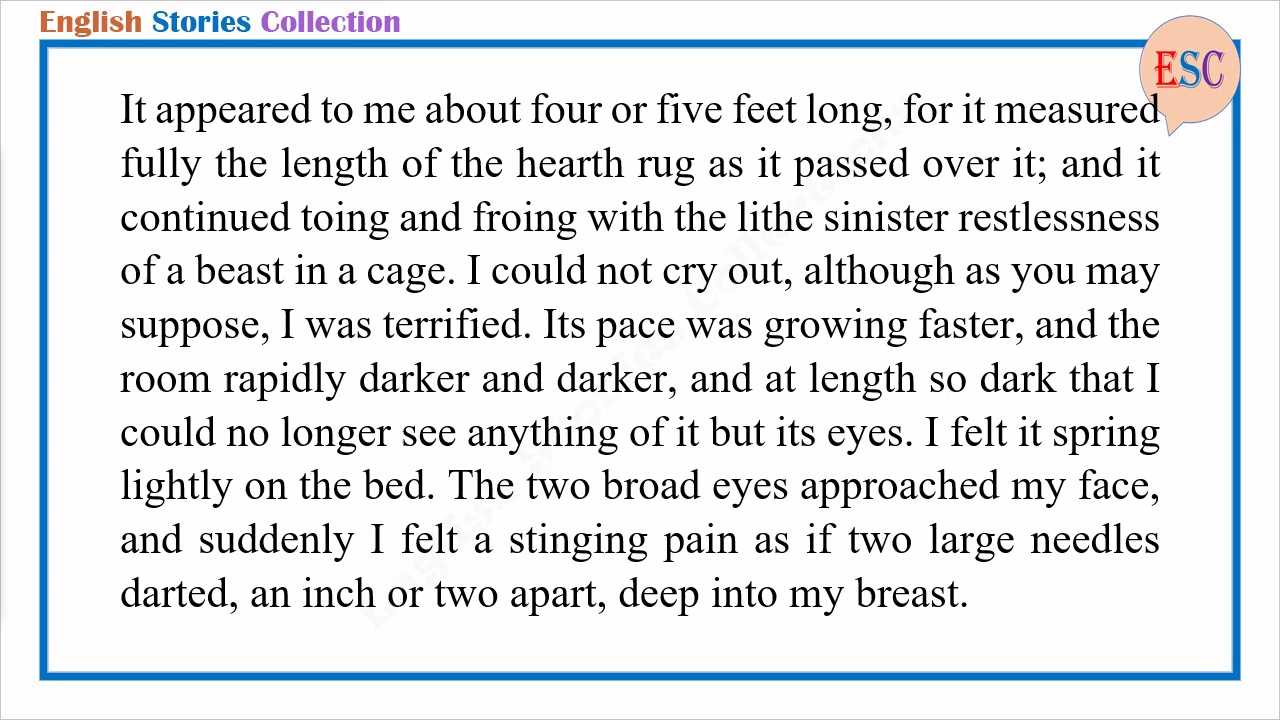 English Stories Collection
ESC
It appeared to me about four or five feet long, for it measured
fully the length of the hearth rug as it passed over it; and it
continued toing and froing with the lithe sinister restlessness
of a beast in a cage. I could not cry out, although as you may
suppose, I was terrified. Its pace was growing faster, and the
room rapidly darker and darker, and at length so dark that I
could no longer see anything of it but its eyes. I felt it spring
lightly on the bed. The two broad eyes approached my face,
and suddenly I felt a stinging pain as if two large needles
darted, an inch or two apart, deep into my breast.
English Stories Collection